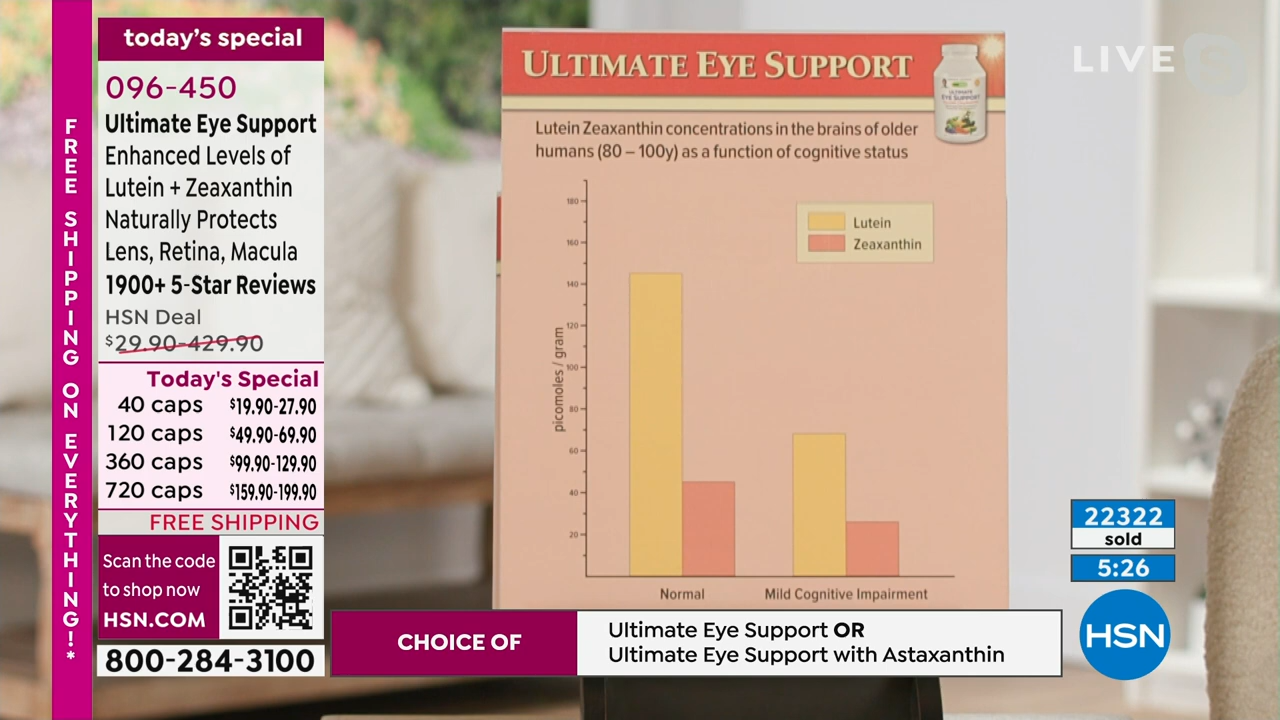 FREE SHIPPING ON EVERYTHING!*
today's special
096-450
Ultimate Eye Support
Enhanced Levels of
Lutein + Zeaxanthin
Naturally Protects
Lens, Retina, Macula
1900+ 5-Star Reviews
HSN Deal
$29.90-429.90
Today's Special
40 caps $19.90-27.90
120 caps $49.90-69.90
360 caps $99.90-129.90
720 caps $159.90-199.90
FREE SHIPPING
Scan the code
to shop now
HSN.COM
800-284-3100
ULTIMATE EYE SUPPORT
ULTIMATE
EYE SUPPORT
Lutein Zeaxanthin concentrations in the brains of older
humans (80 – 100y) as a function of cognitive status
Lutein
Zeaxanthin
picomoles / gram
180
160
140
120
100
80
60
40
20
Normal
Mild Cognitive Impairment
LIVE
22322
sold
5:26
HSN
CHOICE OF
Ultimate Eye Support OR
Ultimate Eye Support with Astaxanthin